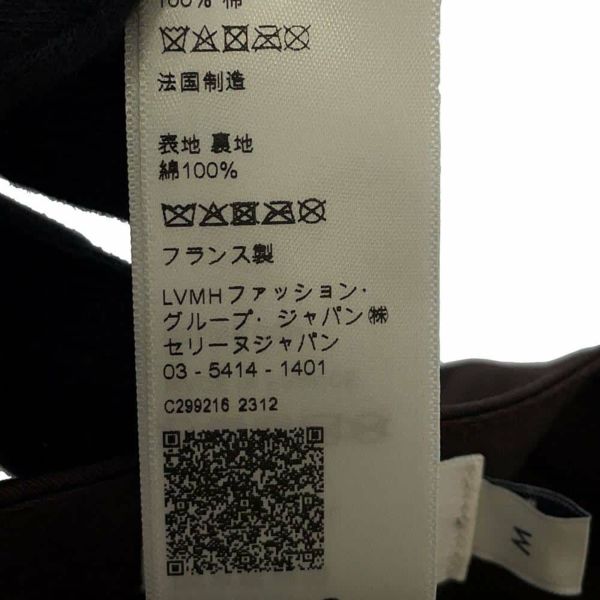 100% 棉
法国制造
表地 裏地
綿100%
フランス製
LVMHファッション・
グループ・ジャパン㈱
セリーヌジャパン
03 - 5414 - 1401
C299216 2312
M